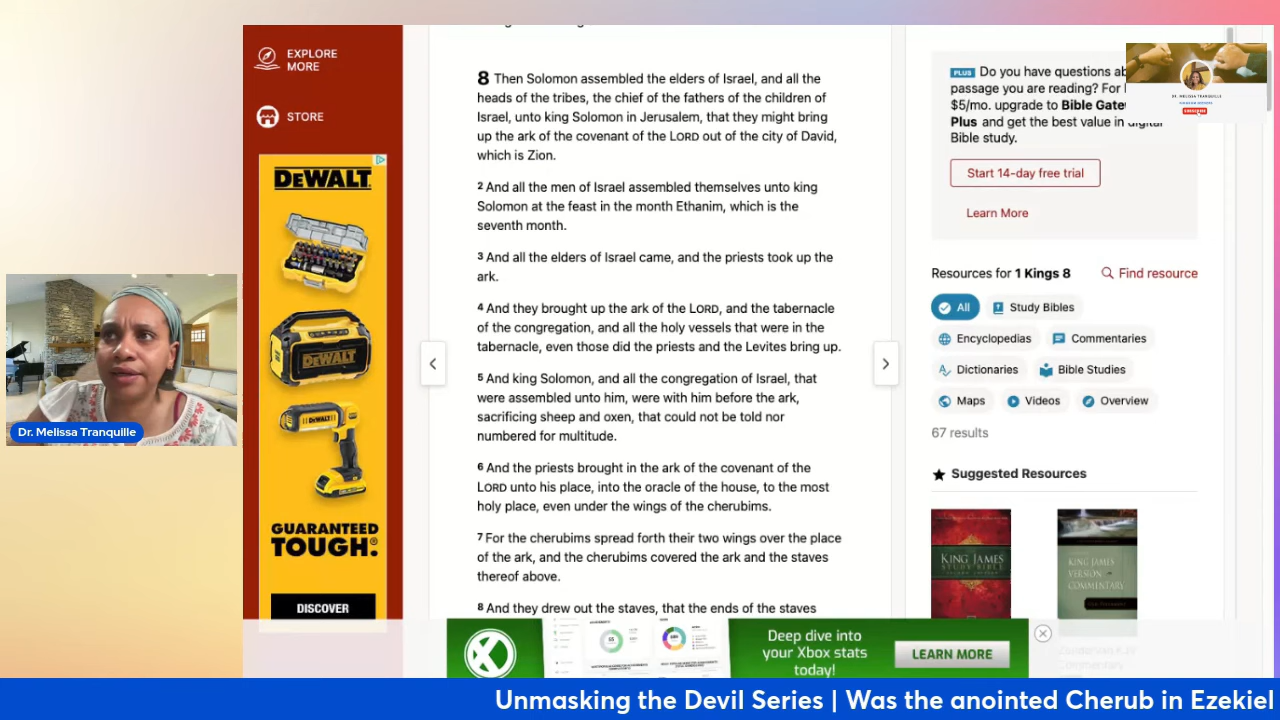 EXPLORE
MORE
STORE
DEWALT
DEWALT
GUARANTEED
TOUGH.®
DISCOVER
Dr. Melissa Tranquille
8 Then Solomon assembled the elders of Israel, and all the
heads of the tribes, the chief of the fathers of the children of
Israel, unto king Solomon in Jerusalem, that they might bring
up the ark of the covenant of the LORD out of the city of David,
which is Zion.
2 And all the men of Israel assembled themselves unto king
Solomon at the feast in the month Ethanim, which is the
seventh month.
3 And all the elders of Israel came, and the priests took up the
ark.
4 And they brought up the ark of the LORD, and the tabernacle
of the congregation, and all the holy vessels that were in the
tabernacle, even those did the priests and the Levites bring up.
5 And king Solomon, and all the congregation of Israel, that
were assembled unto him, were with him before the ark,
sacrificing sheep and oxen, that could not be told nor
numbered for multitude.
6 And the priests brought in the ark of the covenant of the
LORD unto his place, into the oracle of the house, to the most
holy place, even under the wings of the cherubims.
7 For the cherubims spread forth their two wings over the place
of the ark, and the cherubims covered the ark and the staves
thereof above.
8 And they drew out the staves, that the ends of the staves
PLUS Do you have questions ab
passage you are reading? For
$5/mo. upgrade to Bible Gate
Plus and get the best value in digital
Bible study.
Start 14-day free trial
Learn More
DR. MELISSA TRANQUILLE
SUBSCRIBE
Resources for 1 Kings 8
Find resource
All
Study Bibles
Encyclopedias
Commentaries
Dictionaries
Bible Studies
Maps
Videos
Overview
67 results
Suggested Resources
KING JAMES
STUDY BIBLE
KING JAMES
VERSION
COMMENTARY
Zondervan KJV
Commentary
Deep dive into
your Xbox stats
today!
LEARN MORE
Unmasking the Devil Series | Was the anointed Cherub in Ezekiel